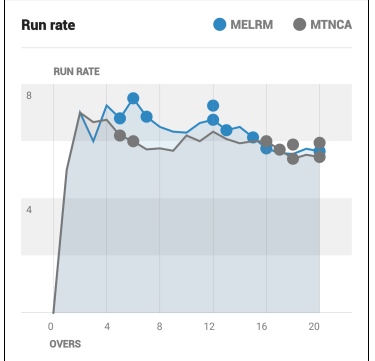 Run rate MELRM MTNCA
RUN RATE
8
4
0 4 8 12 16 20
OVERS